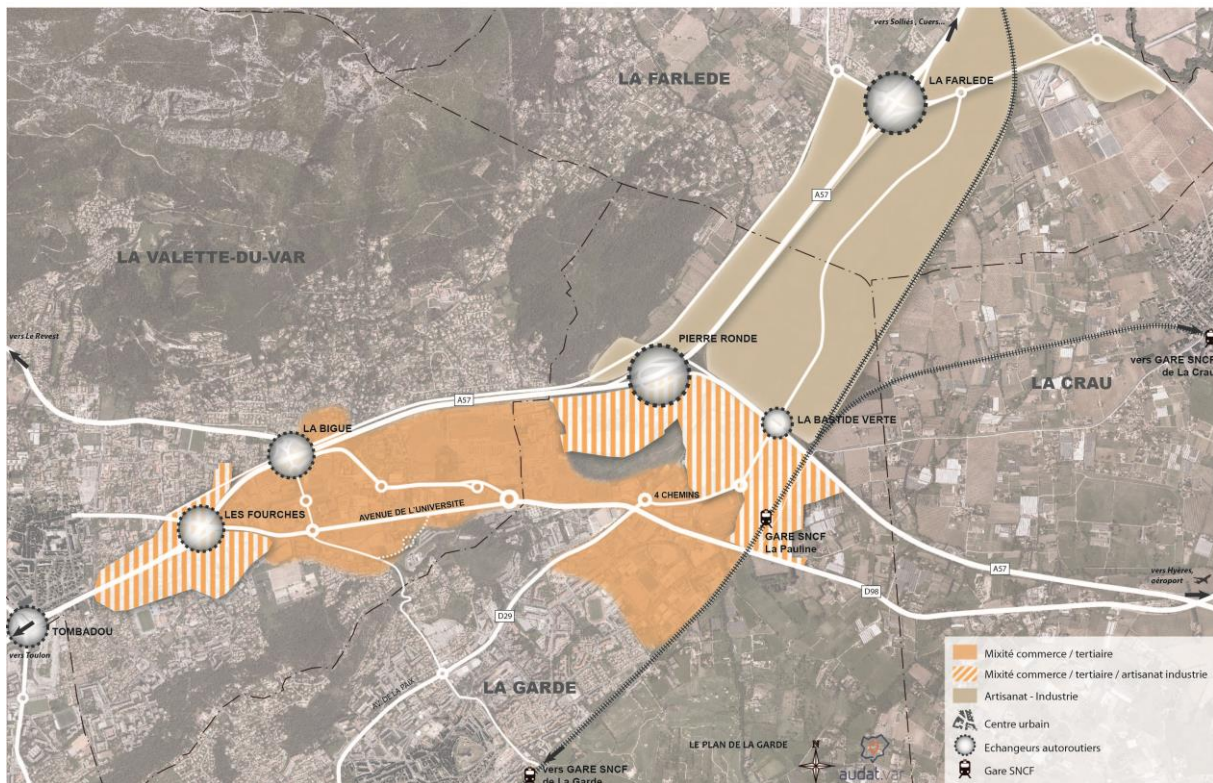 vers Solliès, Cuers...
LA FARLEDE
LA FARLEDE
A57
LA VALETTE-DU-VAR
vers Le Revest
PIERRE RONDE
vers GARE SNCF
de La Crau
LA CRAU
A57
LA BIGUE
LA BASTIDE VERTE
4 CHEMINS
AVENUE DE L'UNIVERSITE
LES FOURCHES
GARE SNCF
La Pauline
A57
vers Hyères,
aéroport
D98
D29
TOMBADOU
vers Toulon
LA GARDE
LE PLAN DE LA GARDE
N
audat.var
vers GARE SNCF
de La Garde
Mixité commerce / tertiaire
Mixité commerce / tertiaire / artisanat industrie
Artisanat - Industrie
Centre urbain
Echangeurs autoroutiers
Gare SNCF